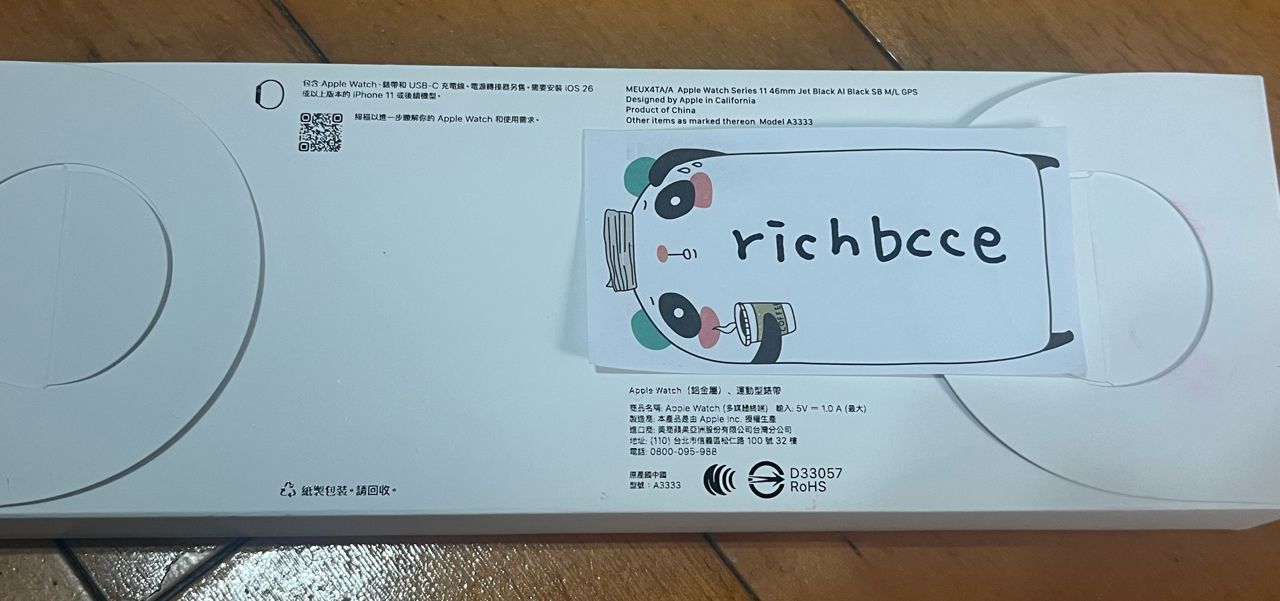 包含 Apple Watch、錶帶和 USB-C 充電線。電源轉接器另售。需要安裝 iOS 26
或以上版本的 iPhone 11 或後續機型。
掃描以進一步瞭解你的 Apple Watch 和使用需求。
MEUX4TA/A Apple Watch Series 11 46mm Jet Black Al Black SB M/L GPS
Designed by Apple in California
Product of China
Other items as marked thereon Model A3333
richbcce
COFFEE
Apple Watch（鋁金屬）、運動型錶帶
商品名稱: Apple Watch (多媒體終端) 輸入: 5V ⎓ 1.0 A (最大)
製造商: 本產品是由 Apple Inc. 授權生產
進口商: 美商蘋果亞洲股份有限公司台灣分公司
地址: (110) 台北市信義區松仁路 100 號 32 樓
電話: 0800-095-988
原產國中國
型號：A3333
D33057
RoHS
紙製包裝。請回收。